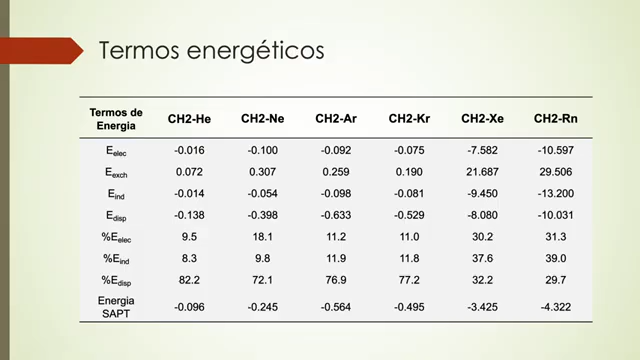 Termos energéticos
Termos de Energia CH2-He CH2-Ne CH2-Ar CH2-Kr CH2-Xe CH2-Rn
Eelec -0.016 -0.100 -0.092 -0.075 -7.582 -10.597
Eexch 0.072 0.307 0.259 0.190 21.687 29.506
Eind -0.014 -0.054 -0.098 -0.081 -9.450 -13.200
Edisp -0.138 -0.398 -0.633 -0.529 -8.080 -10.031
%Eelec 9.5 18.1 11.2 11.0 30.2 31.3
%Eind 8.3 9.8 11.9 11.8 37.6 39.0
%Edisp 82.2 72.1 76.9 77.2 32.2 29.7
Energia SAPT -0.096 -0.245 -0.564 -0.495 -3.425 -4.322